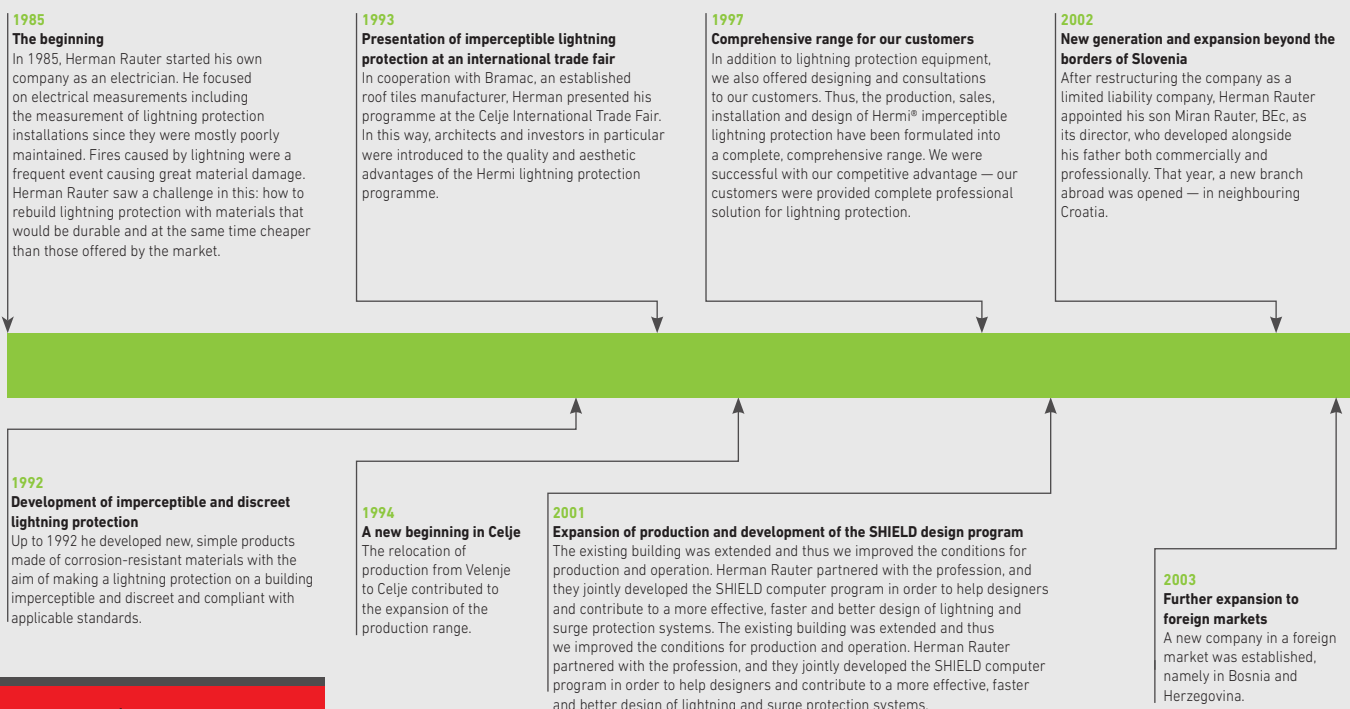 1985
The beginning
In 1985, Herman Rauter started his own
company as an electrician. He focused
on electrical measurements including
the measurement of lightning protection
installations since they were mostly poorly
maintained. Fires caused by lightning were a
frequent event causing great material damage.
Herman Rauter saw a challenge in this: how to
rebuild lightning protection with materials that
would be durable and at the same time cheaper
than those offered by the market.
1993
Presentation of imperceptible lightning
protection at an international trade fair
In cooperation with Bramac, an established
roof tiles manufacturer, Herman presented his
programme at the Celje International Trade Fair.
In this way, architects and investors in particular
were introduced to the quality and aesthetic
advantages of the Hermi lightning protection
programme.
1997
Comprehensive range for our customers
In addition to lightning protection equipment,
we also offered designing and consultations
to our customers. Thus, the production, sales,
installation and design of Hermi® imperceptible
lightning protection have been formulated into
a complete, comprehensive range. We were
successful with our competitive advantage — our
customers were provided complete professional
solution for lightning protection.
2002
New generation and expansion beyond the
borders of Slovenia
After restructuring the company as a
limited liability company, Herman Rauter
appointed his son Miran Rauter, BEc, as
its director, who developed alongside
his father both commercially and
professionally. That year, a new branch
abroad was opened — in neighbouring
Croatia.
1992
Development of imperceptible and discreet
lightning protection
Up to 1992 he developed new, simple products
made of corrosion-resistant materials with the
aim of making a lightning protection on a building
imperceptible and discreet and compliant with
applicable standards.
1994
A new beginning in Celje
The relocation of
production from Velenje
to Celje contributed to
the expansion of the
production range.
2001
Expansion of production and development of the SHIELD design program
The existing building was extended and thus we improved the conditions for
production and operation. Herman Rauter partnered with the profession, and
they jointly developed the SHIELD computer program in order to help designers
and contribute to a more effective, faster and better design of lightning and
surge protection systems. The existing building was extended and thus
we improved the conditions for production and operation. Herman Rauter
partnered with the profession, and they jointly developed the SHIELD computer
program in order to help designers and contribute to a more effective, faster
and better design of lightning and surge protection systems.
2003
Further expansion to
foreign markets
A new company in a foreign
market was established,
namely in Bosnia and
Herzegovina.